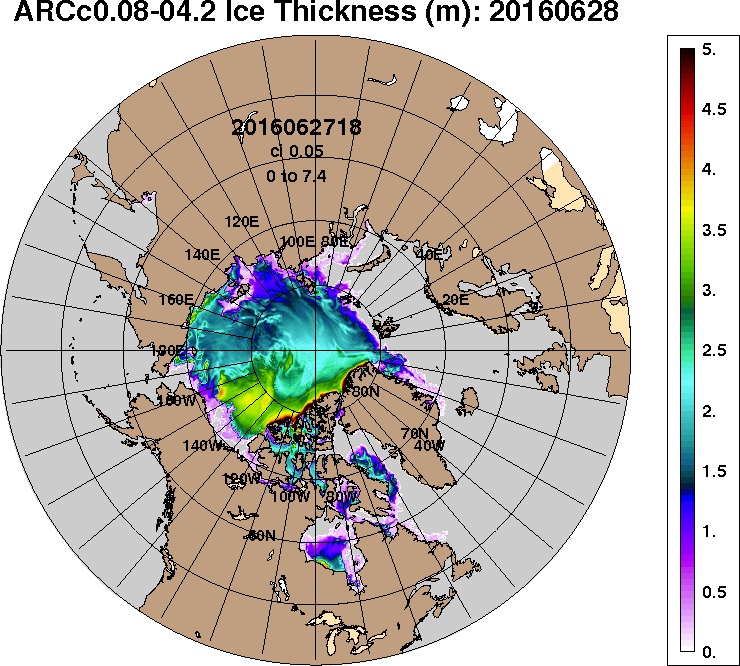 ARCc0.08-04.2 Ice Thickness (m): 20160628
2016062718
ci 0.05
0 to 7.4
120E
100E 80E
140E
40E
160E
20E
180E
160W
80N
140W
70N
40W
120W
100W 80W
60N
5.
4.5
4.
3.5
3.
2.5
2.
1.5
1.
0.5
0.